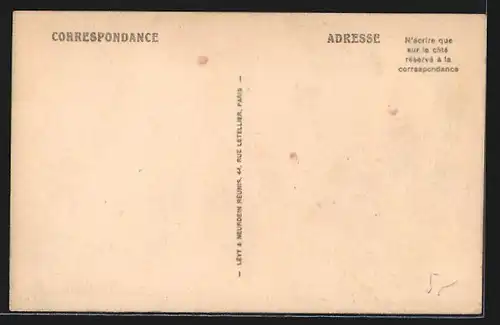 CORRESPONDANCE
ADRESSE
N'écrire que
sur le côté
réservé à la
correspondance
— LÉVY & NEURDEIN RÉUNIS, 44, RUE LETELLIER, PARIS —